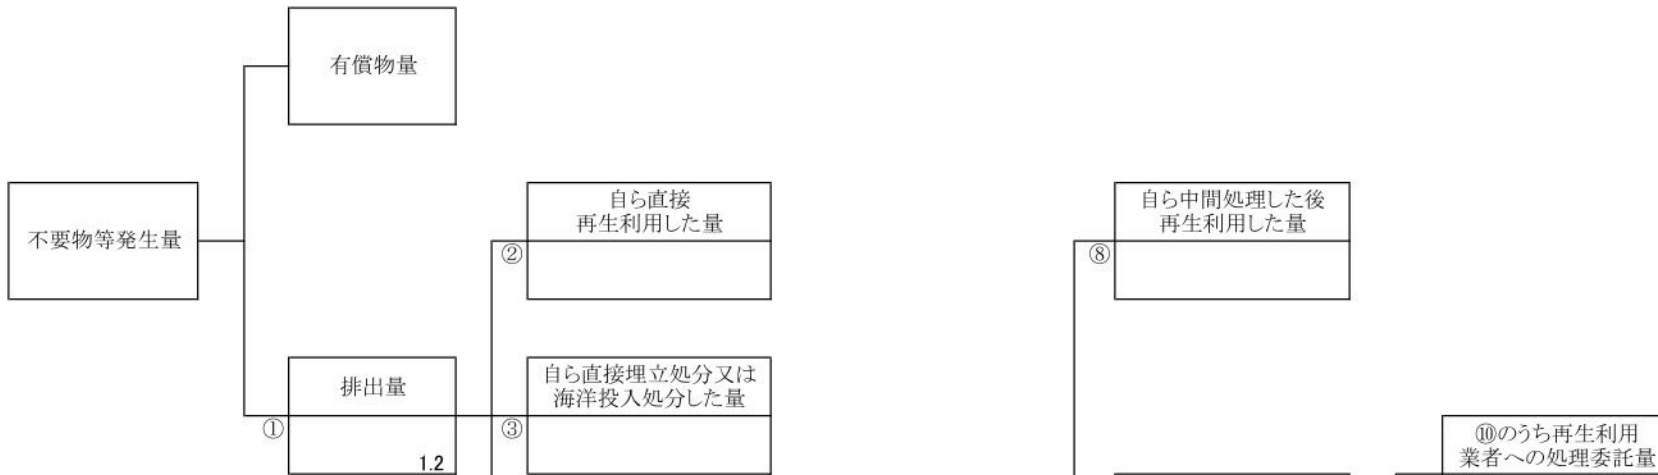 有償物量
不要物等発生量
自ら直接
再生利用した量
②
自ら中間処理した後
再生利用した量
⑧
排出量
①
1.2
自ら直接埋立処分又は
海洋投入処分した量
③
⑩のうち再生利用
業者への処理委託量